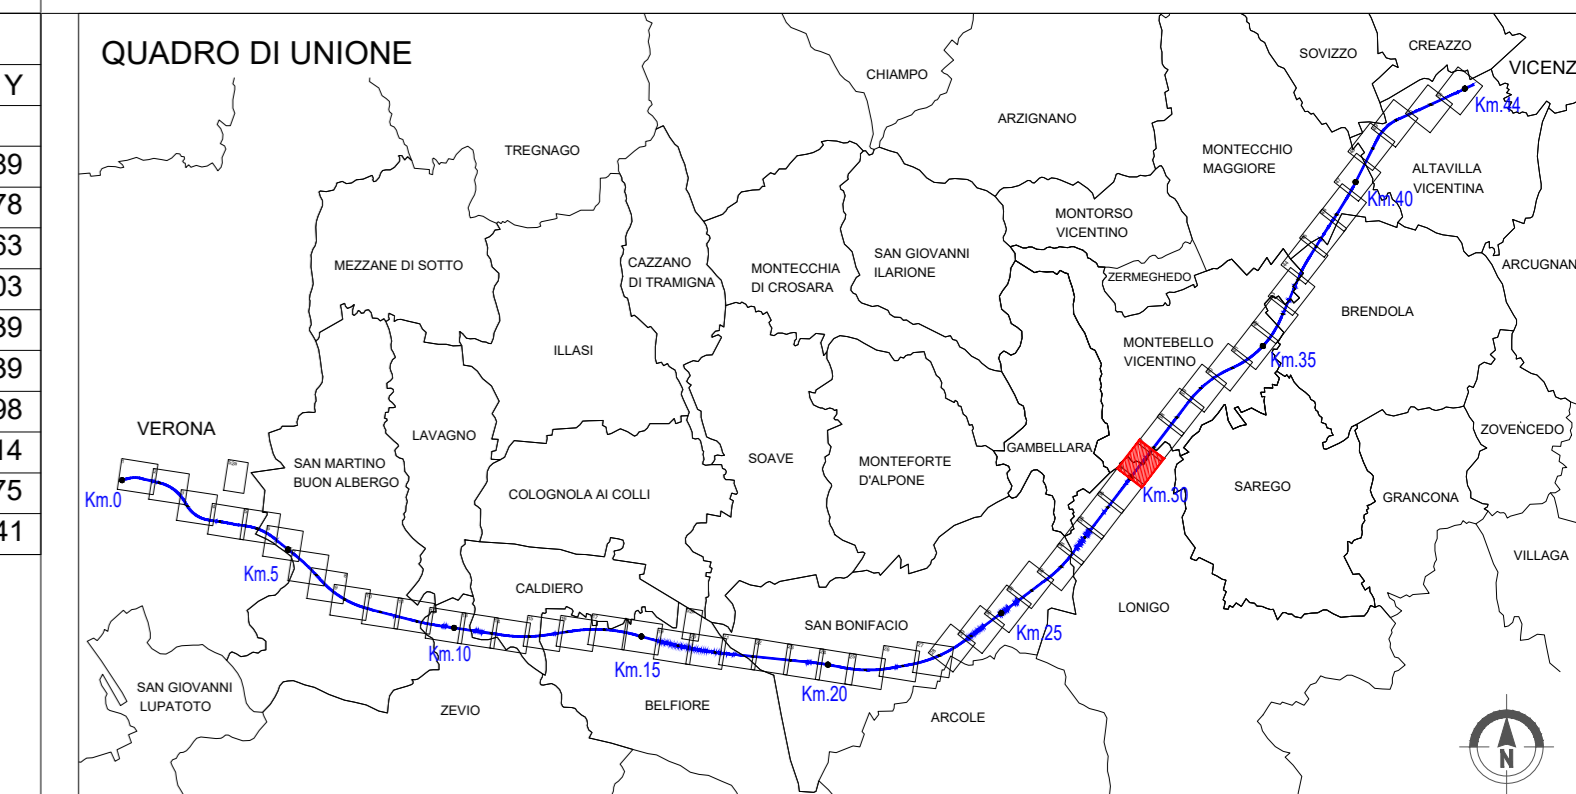 QUADRO DI UNIONE
Y
39
78
63
03
39
39
98
14
75
41
CREAZZO
SOVIZZO
VICENZ
CHIAMPO
Km.44
ARZIGNANO
TREGNAGO
MONTECCHIO
MAGGIORE
ALTAVILLA
VICENTINA
Km.40
MONTORSO
VICENTINO
SAN GIOVANNI
ILARIONE
CAZZANO
DI TRAMIGNA
MONTECCHIA
DI CROSARA
MEZZANE DI SOTTO
ARCUGNAN
ZERMEGHEDO
BRENDOLA
MONTEBELLO
VICENTINO
ILLASI
Km.35
VERONA
LAVAGNO
ZOVENCEDO
GAMBELLARA
SOAVE
MONTEFORTE
D'ALPONE
SAN MARTINO
BUON ALBERGO
SAREGO
Km.30
COLOGNOLA AI COLLI
GRANCONA
Km.0
VILLAGA
Km.5
CALDIERO
LONIGO
SAN BONIFACIO
Km.25
Km.10
Km.15
Km.20
SAN GIOVANNI
LUPATOTO
BELFIORE
ZEVIO
ARCOLE
N